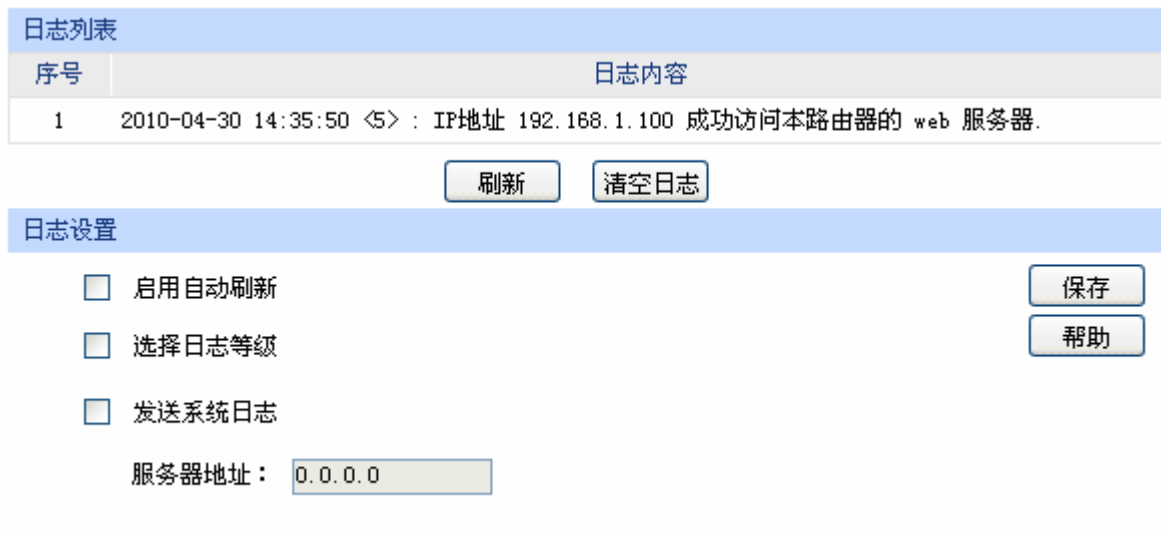 日志列表
序号 日志内容
1 2010-04-30 14:35:50 <5> : IP地址 192.168.1.100 成功访问本路由器的 web 服务器.
刷新 清空日志
日志设置
启用自动刷新 保存
选择日志等级 帮助
发送系统日志
服务器地址： 0.0.0.0